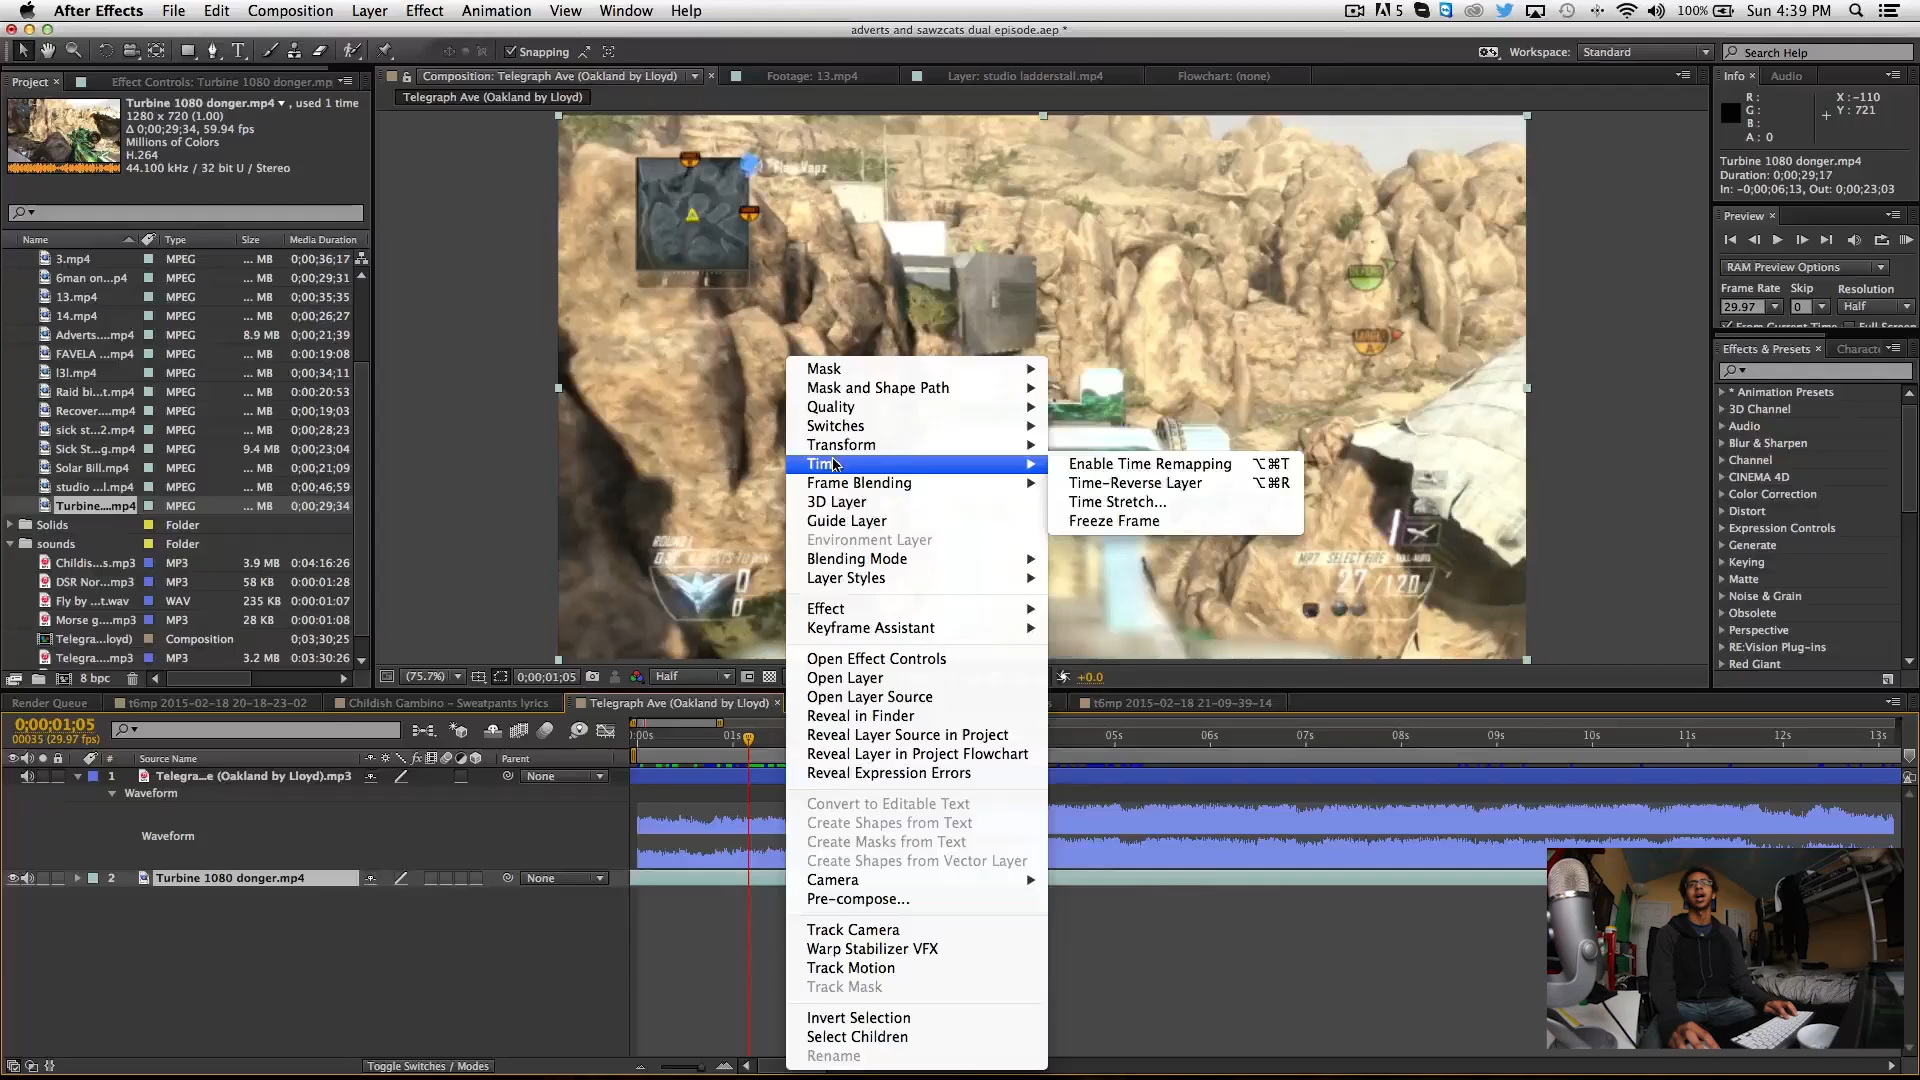 After Effects File Edit Composition Layer Effect Animation View Window Help
5 100% Sun 4:39 PM
adverts and sawzcats dual episode.aep *
Snapping
Workspace: Standard
Search Help
Project
Effect Controls: Turbine 1080 donger.mp
Composition: Telegraph Ave (Oakland by Lloyd)
Footage: 13.mp4
Layer: studio ladderstall.mp4
Flowchart: (none)
Telegraph Ave (Oakland by Lloyd)
Turbine 1080 donger.mp4 , used 1 time
1280 x 720 (1.00)
Δ 0;00;29;34, 59.94 fps
Millions of Colors
H.264
44.100 kHz / 32 bit U / Stereo
Name Type Size Media Duration
3.mp4 MPEG ... MB 0;00;36;17
6man on...p4 MPEG ... MB 0;00;29;31
13.mp4 MPEG ... MB 0;00;35;35
14.mp4 MPEG ... MB 0;00;26;27
Adverts....mp4 MPEG 8.9 MB 0;00;21;39
FAVELA ...mp4 MPEG ... MB 0:00:19:08
l3l.mp4 MPEG ... MB 0;00;34;11
Raid bi...t.mp4 MPEG ... MB 0:00:20:53
Recover....mp4 MPEG ... MB 0;00;19;03
sick st...2.mp4 MPEG ... MB 0;00;28;23
Sick St...g.mp4 MPEG 9.4 MB 0:00:23:04
Solar Bill.mp4 MPEG ... MB 0;00;21;09
studio ...l.mp4 MPEG ... MB 0;00;46;59
Turbine....mp4 MPEG ... MB 0;00;29;34
Solids Folder
sounds Folder
Childis...s.mp3 MP3 3.9 MB 0:04:16:26
DSR Nor...mp3 MP3 58 KB 0:00:01:28
Fly by ...t.wav WAV 235 KB 0:00:01:07
Morse g....mp3 MP3 28 KB 0:00:01:08
Telegra...loyd) Composition 0;03;30;25
Telegra....mp3 MP3 3.2 MB 0:03:30:26
8 bpc
27/120
(75.7%) 0;00;01;05 Half
+0.0
Mask
Mask and Shape Path
Quality
Switches
Transform
Time
Frame Blending
3D Layer
Guide Layer
Environment Layer
Blending Mode
Layer Styles
Effect
Keyframe Assistant
Open Effect Controls
Open Layer
Open Layer Source
Reveal in Finder
Reveal Layer Source in Project
Reveal Layer in Project Flowchart
Reveal Expression Errors
Convert to Editable Text
Create Shapes from Text
Create Masks from Text
Create Shapes from Vector Layer
Camera
Pre-compose...
Track Camera
Warp Stabilizer VFX
Track Motion
Track Mask
Invert Selection
Select Children
Rename
Enable Time Remapping ⌥⌘T
Time-Reverse Layer ⌥⌘R
Time Stretch...
Freeze Frame
Info Audio
R: X: -110
G: Y: 721
B:
A: 0
Turbine 1080 donger.mp4
Duration: 0;00;29;17
In: -0;00;06;13, Out: 0;00;23;03
Preview
RAM Preview Options
Frame Rate Skip Resolution
29.97 0 Half
From Current Time Full Screen
Effects & Presets Charact
* Animation Presets
3D Channel
Audio
Blur & Sharpen
Channel
CINEMA 4D
Color Correction
Distort
Expression Controls
Generate
Keying
Matte
Noise & Grain
Obsolete
Perspective
RE:Vision Plug-ins
Red Giant
Render Queue
t6mp 2015-02-18 20-18-23-02
Childish Gambino - Sweatpants lyrics
Telegraph Ave (Oakland by Lloyd)
t6mp 2015-02-18 21-09-39-14
0;00;01;05
00035 (29.97 fps)
:00s 01s 05s 06s 07s 08s 09s 10s 11s 12s 13s
# Source Name Parent
1 Telegra...e (Oakland by Lloyd).mp3 None
Waveform
Waveform
2 Turbine 1080 donger.mp4 None
Toggle Switches / Modes